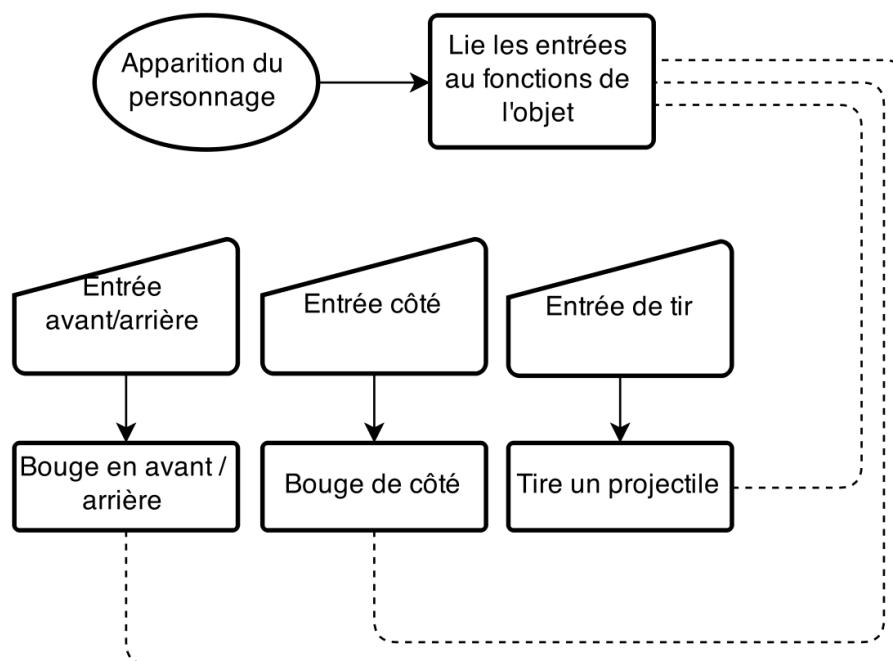 Apparition du
personnage
Lie les entrées
au fonctions de
l'objet
Entrée
avant/arrière
Entrée côté
Entrée de tir
Bouge en avant /
arrière
Bouge de côté
Tire un projectile